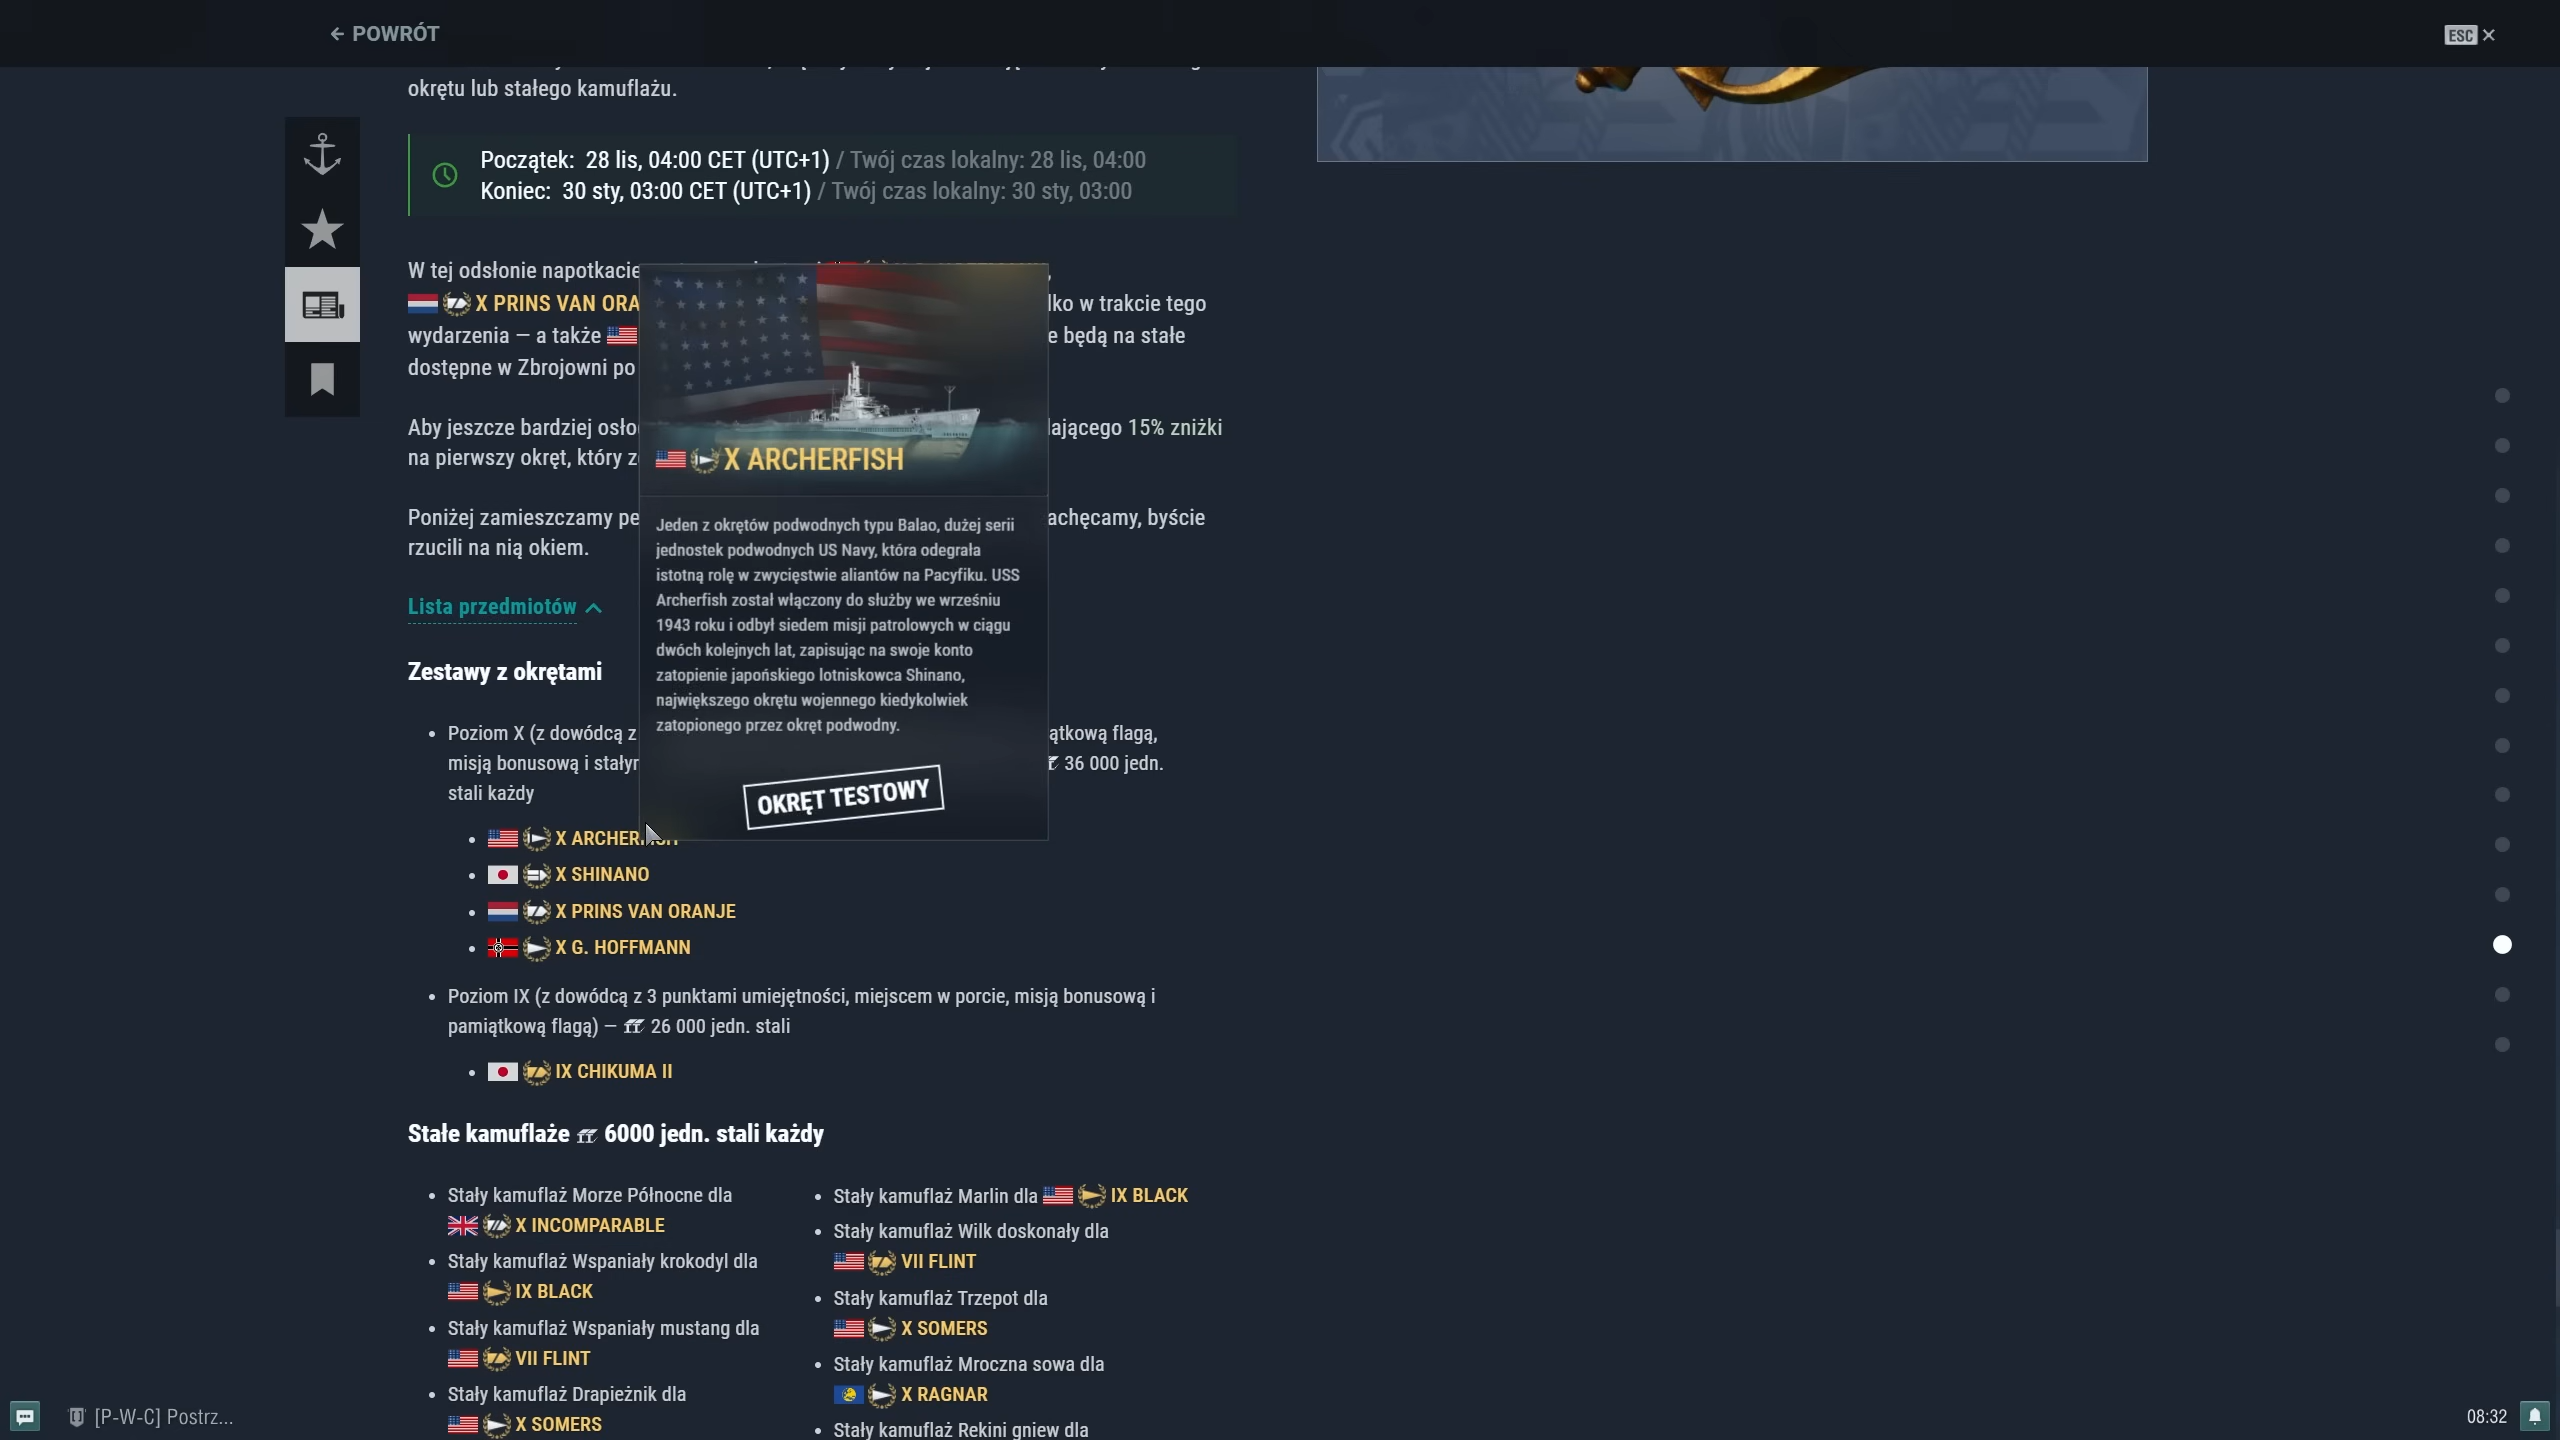 POWRÓT
ESC
okrętu lub stałego kamuflażu.
Początek: 28 lis, 04:00 CET (UTC+1) / Twój czas lokalny: 28 lis, 04:00
Koniec: 30 sty, 03:00 CET (UTC+1) / Twój czas lokalny: 30 sty, 03:00
W tej odsłonie napotkacie
X PRINS VAN ORA lko w trakcie tego
wydarzenia — a także e będą na stałe
dostępne w Zbrojowni po
Aby jeszcze bardziej osło lającego 15% zniżki
na pierwszy okręt, który z
Poniżej zamieszczamy pe achęcamy, byście
rzucili na nią okiem.
X ARCHERFISH
Jeden z okrętów podwodnych typu Balao, dużej serii
jednostek podwodnych US Navy, która odegrała
istotną rolę w zwycięstwie aliantów na Pacyfiku. USS
Archerfish został włączony do służby we wrześniu
1943 roku i odbył siedem misji patrolowych w ciągu
dwóch kolejnych lat, zapisując na swoje konto
zatopienie japońskiego lotniskowca Shinano,
największego okrętu wojennego kiedykolwiek
zatopionego przez okręt podwodny.
OKRĘT TESTOWY
Lista przedmiotów
Zestawy z okrętami
Poziom X (z dowódcą z ątkową flagą,
misją bonusową i stały 36 000 jedn.
stali każdy
X ARCHERFISH
X SHINANO
X PRINS VAN ORANJE
X G. HOFFMANN
Poziom IX (z dowódcą z 3 punktami umiejętności, miejscem w porcie, misją bonusową i
pamiątkową flagą) — 26 000 jedn. stali
IX CHIKUMA II
Stałe kamuflaże 6000 jedn. stali każdy
Stały kamuflaż Morze Północne dla
X INCOMPARABLE
Stały kamuflaż Wspaniały krokodyl dla
IX BLACK
Stały kamuflaż Wspaniały mustang dla
VII FLINT
Stały kamuflaż Drapieżnik dla
X SOMERS
Stały kamuflaż Marlin dla IX BLACK
Stały kamuflaż Wilk doskonały dla
VII FLINT
Stały kamuflaż Trzepot dla
X SOMERS
Stały kamuflaż Mroczna sowa dla
X RAGNAR
Stały kamuflaż Rekini gniew dla
[P-W-C] Postrz...
08:32